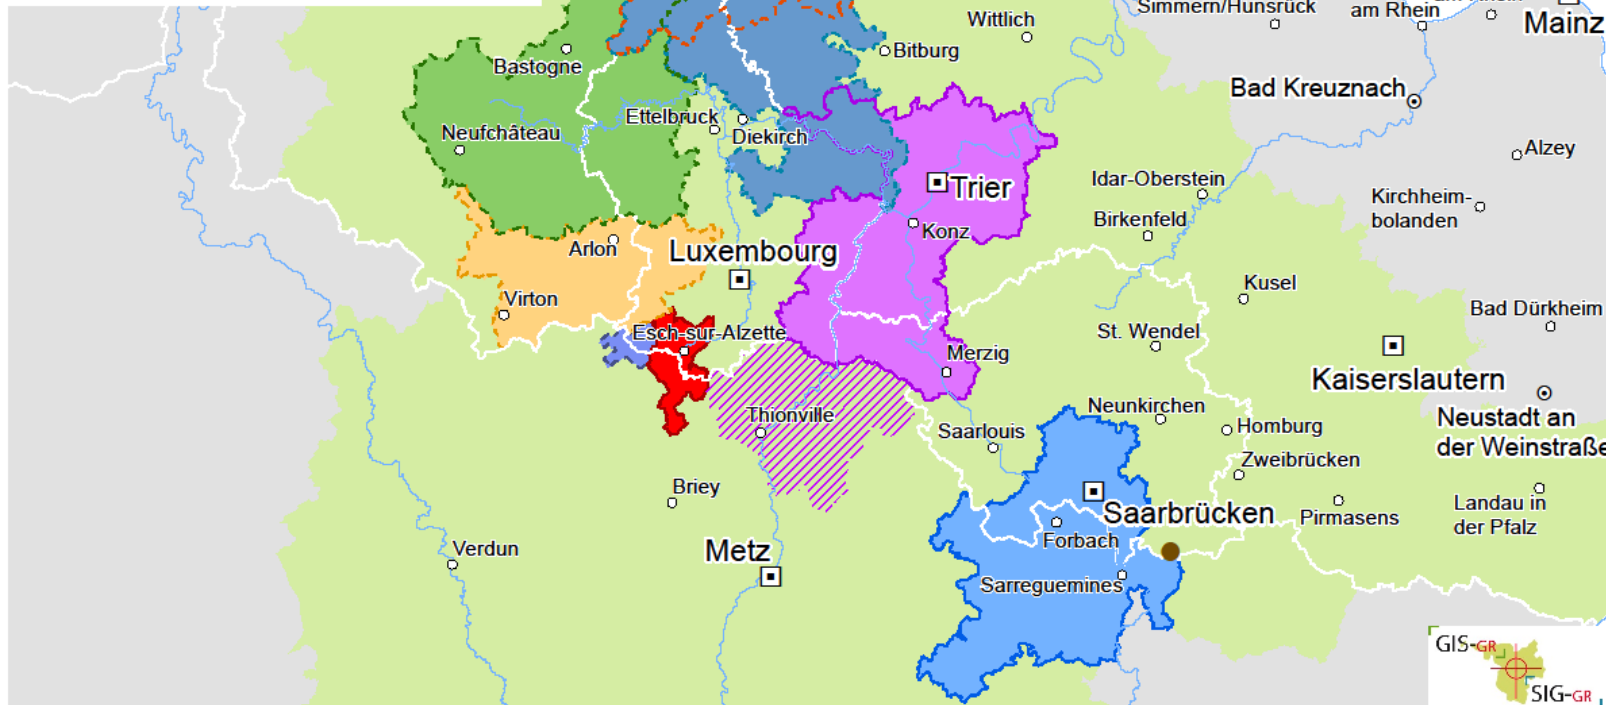 Simmern/Hunsrück
am Rhein
Wittlich
Mainz
Bitburg
Bastogne
Bad Kreuznach
Ettelbruck
Diekirch
Neufchâteau
Alzey
Trier
Idar-Oberstein
Kirchheim-
bolanden
Birkenfeld
Konz
Arlon
Luxembourg
Kusel
Virton
Bad Dürkheim
Esch-sur-Alzette
St. Wendel
Merzig
Kaiserslautern
Neunkirchen
Thionville
Saarlouis
Homburg
Neustadt an
der Weinstraße
Zweibrücken
Briey
Saarbrücken
Pirmasens
Landau in
der Pfalz
Forbach
Verdun
Metz
Sarreguemines
GIS-GR
SIG-GR